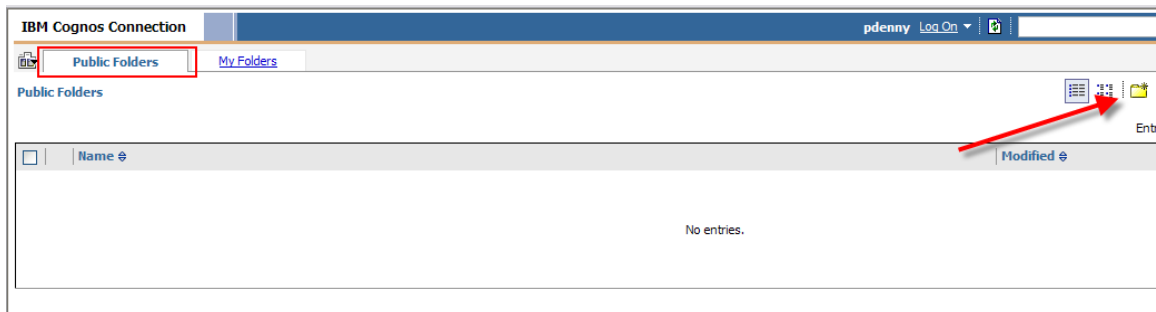 IBM Cognos Connection pdenny Log On
Public Folders My Folders
Public Folders
Entr
Name Modified
No entries.